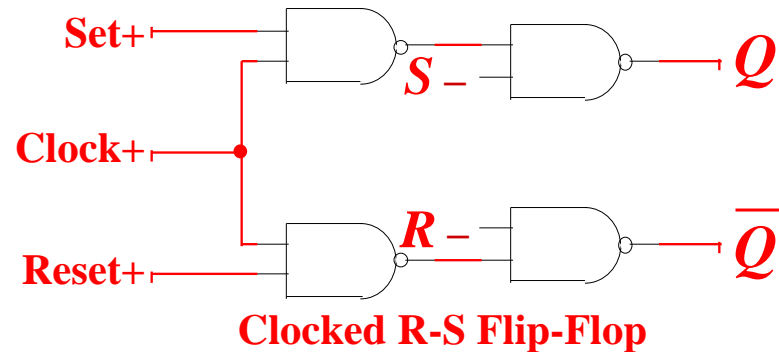 Set+
S –
Q
Clock+
R –
Reset+
Q̅
Clocked R-S Flip-Flop